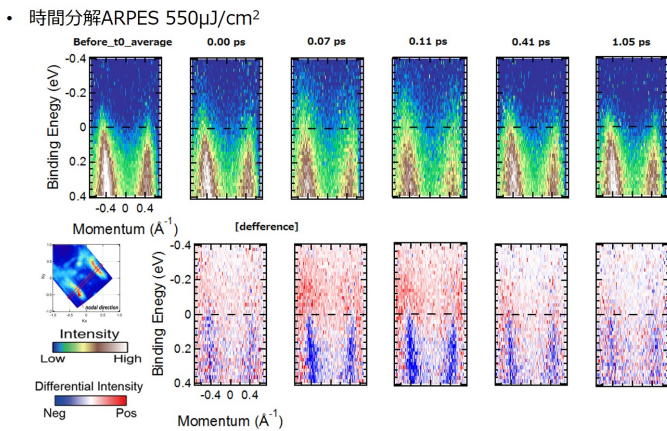 • 時間分解ARPES 550μJ/cm²
Before_t0_average 0.00 ps 0.07 ps 0.11 ps 0.41 ps 1.05 ps
Binding Enegy (eV)
-0.4
-0.2
0
0.2
0.4
-0.4 0 0.4
Momentum (Å⁻¹)
[defference]
Binding Energy (eV)
-0.4
-0.2
0
0.2
0.4
-0.4 0 0.4
Momentum (Å⁻¹)
nodal direction
Intensity
Low High
Differential Intensity
Neg Pos